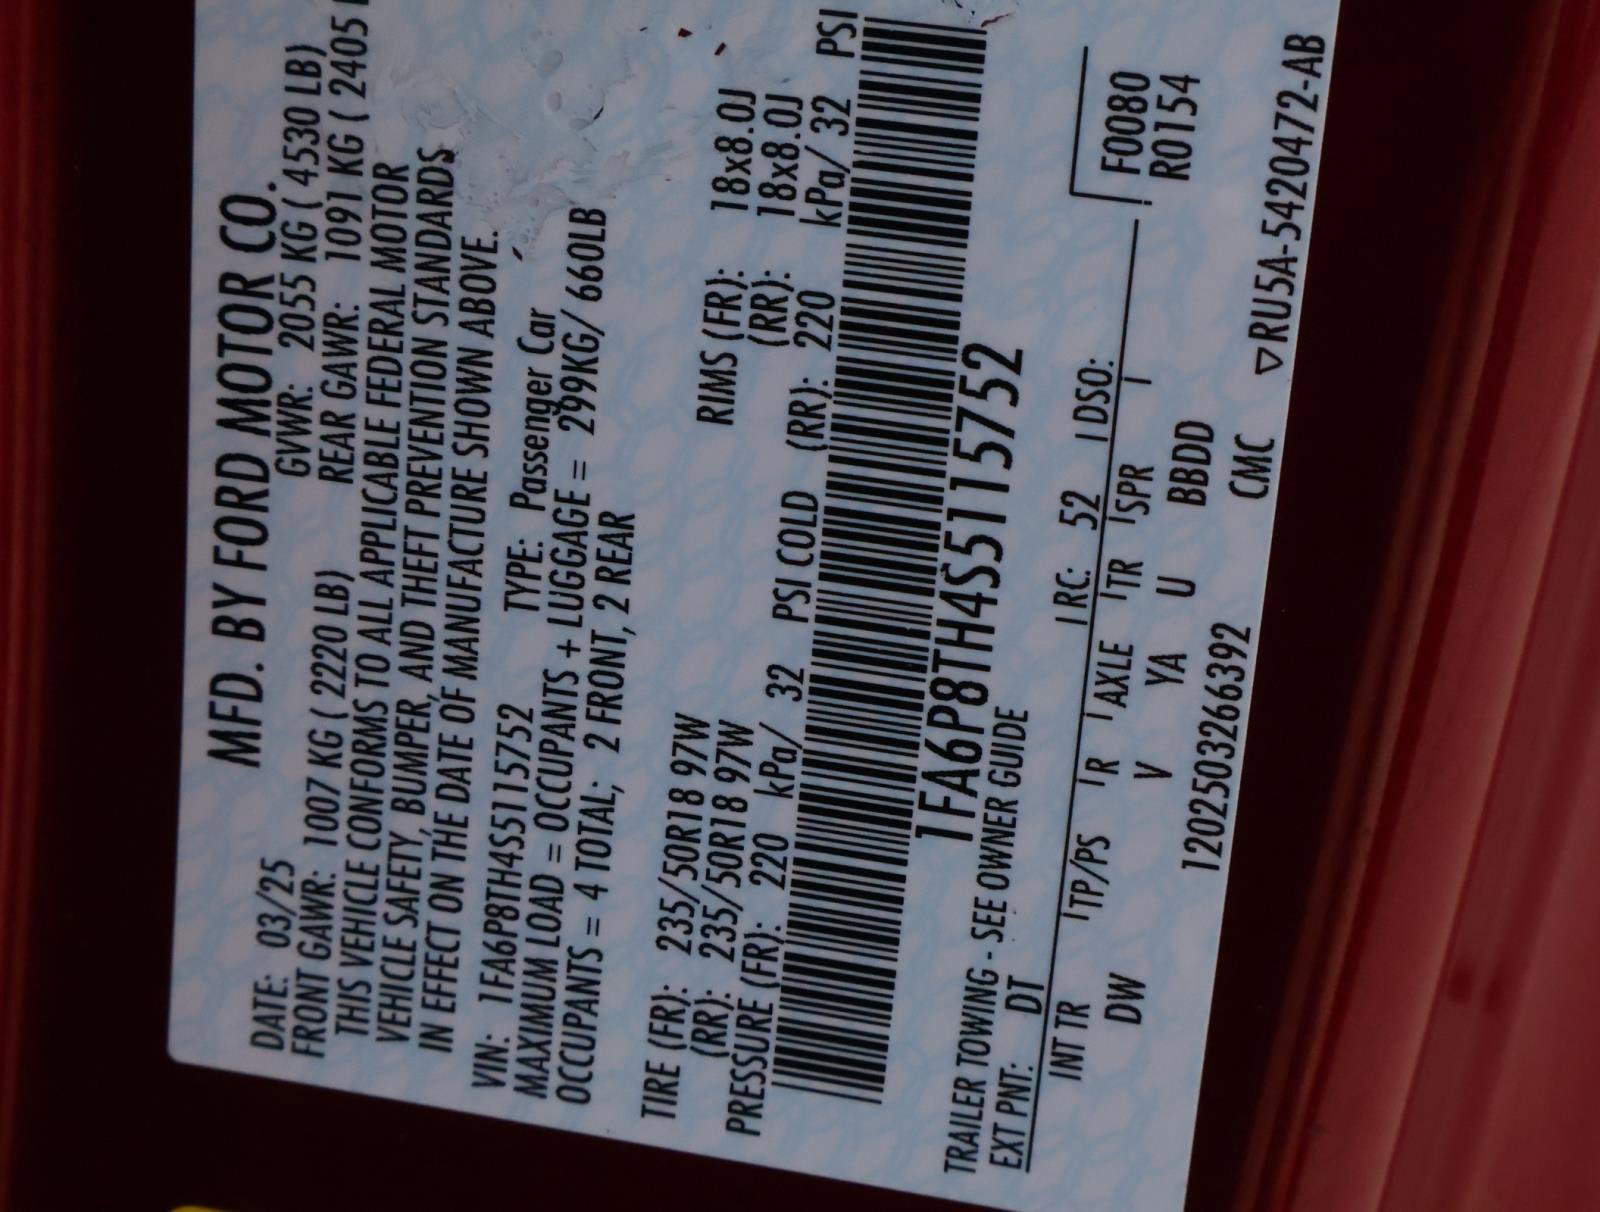 MFD. BY FORD MOTOR CO.
DATE: 03/25 GVWR: 2055 KG ( 4530 LB)
FRONT GAWR: 1007 KG ( 2220 LB) REAR GAWR: 1091 KG ( 2405
THIS VEHICLE CONFORMS TO ALL APPLICABLE FEDERAL MOTOR
VEHICLE SAFETY, BUMPER, AND THEFT PREVENTION STANDARDS
IN EFFECT ON THE DATE OF MANUFACTURE SHOWN ABOVE.
VIN: 1FA6P8TH4S5115752 TYPE: Passenger Car
MAXIMUM LOAD = OCCUPANTS + LUGGAGE = 299KG/ 660LB
OCCUPANTS = 4 TOTAL; 2 FRONT, 2 REAR
TIRE (FR): 235/50R18 97W RIMS (FR): 18x8.0J
(RR): 235/50R18 97W (RR): 18x8.0J
PRESSURE (FR): 220 kPa/ 32 PSI COLD (RR): 220 kPa/ 32 PSI
1FA6P8TH4S5115752
TRAILER TOWING - SEE OWNER GUIDE
EXT PNT: DT RC: 52 DSO:
F0080
R0154
INT TR TP/PS R AXLE TR SPR
DW V YA U BBDD
1202503266392 CMC ▽RU5A-5420472-AB